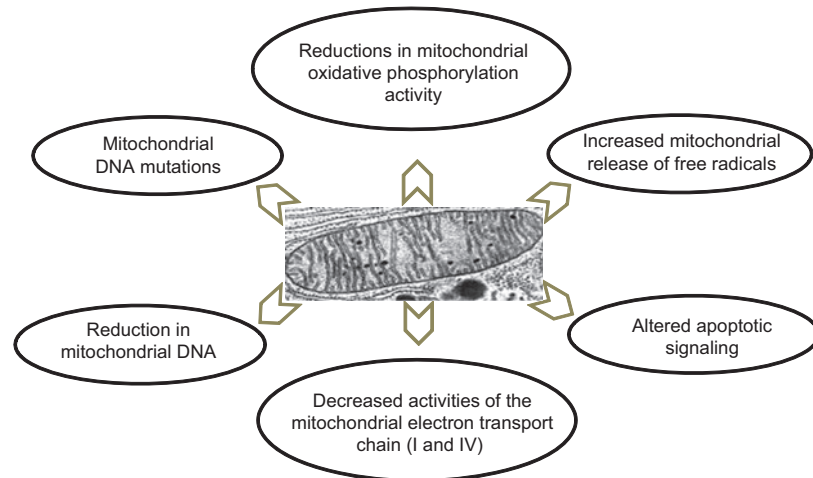 Reductions in mitochondrial
oxidative phosphorylation
activity
Mitochondrial
DNA mutations
Increased mitochondrial
release of free radicals
Reduction in
mitochondrial DNA
Altered apoptotic
signaling
Decreased activities of the
mitochondrial electron transport
chain (I and IV)